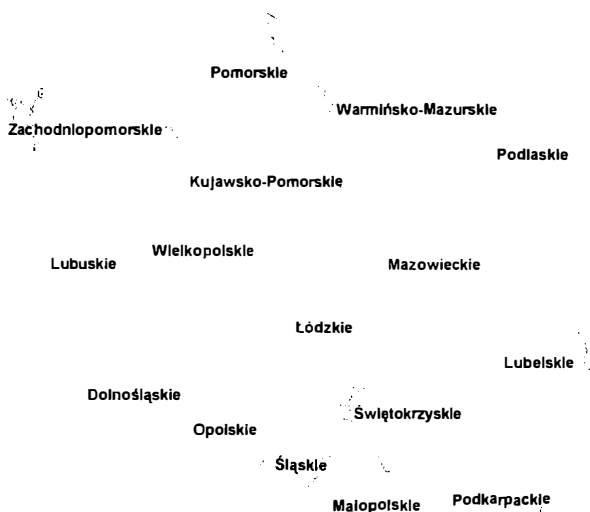 Pomorskie
Warmińsko-Mazurskie
Zachodniopomorskie
Podlaskie
Kujawsko-Pomorskie
Wielkopolskie
Lubuskie
Mazowieckie
Łódzkie
Lubelskie
Dolnośląskie
Świętokrzyskie
Opolskie
Śląskie
Małopolskie
Podkarpackie